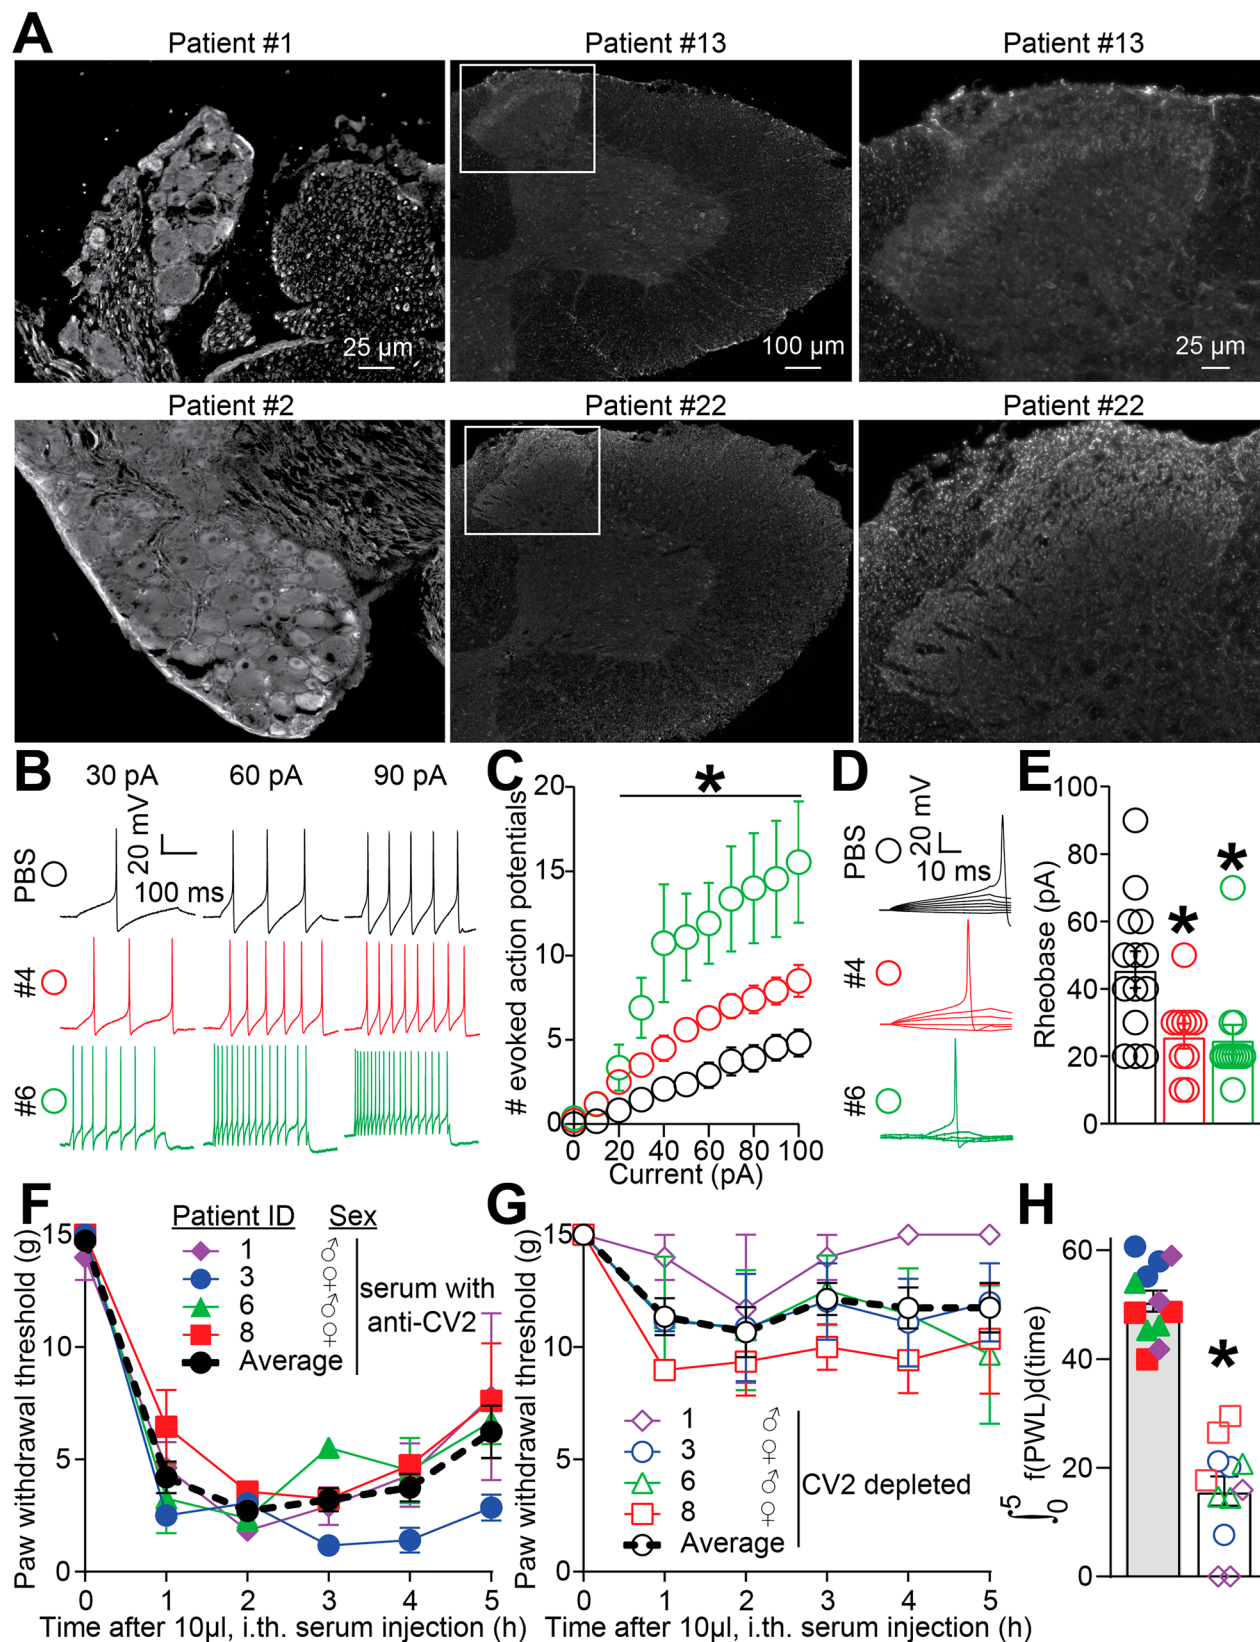 A
Patient #1
Patient #13
Patient #13
25 µm
100 µm
25 µm
Patient #2
Patient #22
Patient #22
B
30 pA
60 pA
90 pA
20 mV
100 ms
PBS
#4
#6
C
# evoked action potentials
20
15
10
5
0
*
0
20
40
60
80
100
Current (pA)
D
20 mV
10 ms
PBS
#4
#6
E
Rheobase (pA)
100
80
60
40
20
0
*
*
F
Paw withdrawal threshold (g)
15
10
5
0
Patient ID
Sex
1 ♂
3 ♀
6 ♂
8 ♀
Average
serum with
anti-CV2
0
1
2
3
4
5
Time after 10µl, i.th. serum injection (h)
G
Paw withdrawal threshold (g)
15
10
5
0
1 ♂
3 ♀
6 ♂
8 ♀
Average
CV2 depleted
0
1
2
3
4
5
Time after 10µl, i.th. serum injection (h)
H
∫₀⁵ f(PWL)d(time)
60
40
20
0
*